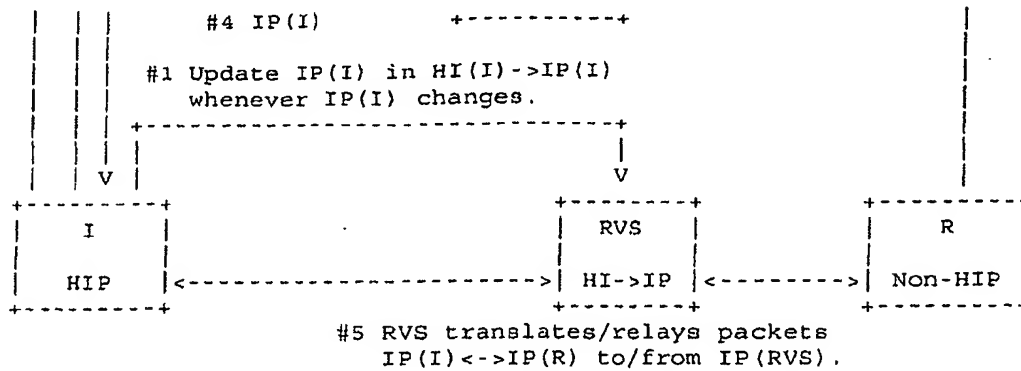 #4 IP(I)
#1 Update IP(I) in HI(I)->IP(I)
whenever IP(I) changes.
V
V
I
RVS
R
HIP
HI->IP
Non-HIP
#5 RVS translates/relays packets
IP(I)<->IP(R) to/from IP(RVS).